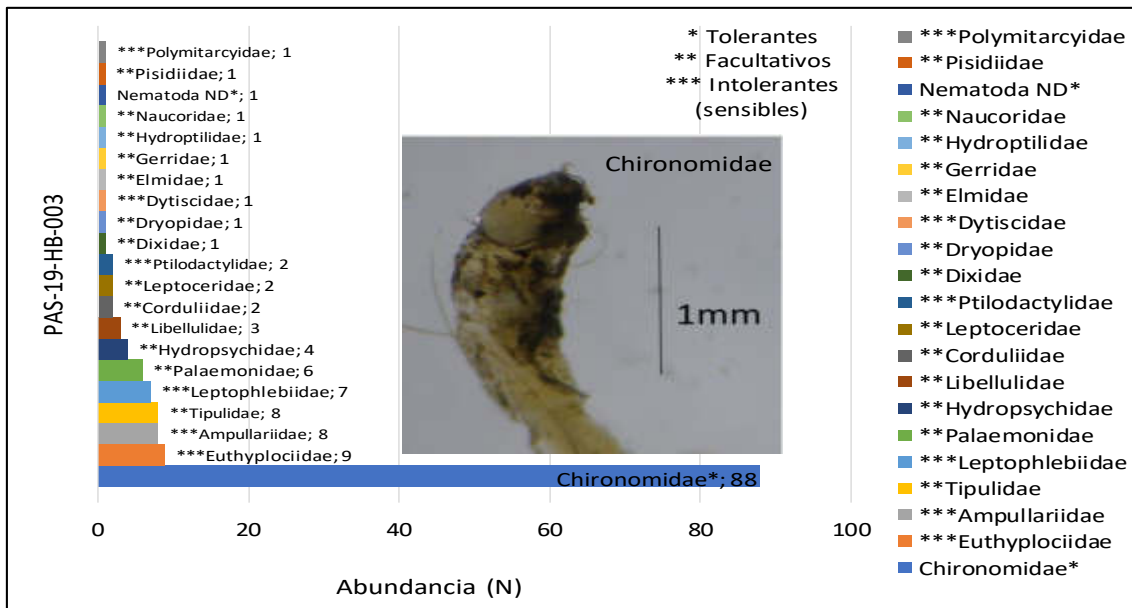 ***Polymitarcyidae; 1
**Pisidiidae; 1
Nematoda ND*; 1
**Naucoridae; 1
**Hydroptilidae; 1
**Gerridae; 1
**Elmidae; 1
***Dytiscidae; 1
**Dryopidae; 1
**Dixidae; 1
***Ptilodactylidae; 2
**Leptoceridae; 2
**Corduliidae; 2
**Libellulidae; 3
**Hydropsychidae; 4
**Palaemonidae; 6
***Leptophlebiidae; 7
**Tipulidae; 8
***Ampullariidae; 8
***Euthyplociidae; 9
Chironomidae*; 88
PAS-19-HB-003
0 20 40 60 80 100
Abundancia (N)
* Tolerantes
** Facultativos
*** Intolerantes
(sensibles)
Chironomidae
1mm
***Polymitarcyidae
**Pisidiidae
Nematoda ND*
**Naucoridae
**Hydroptilidae
**Gerridae
**Elmidae
***Dytiscidae
**Dryopidae
**Dixidae
***Ptilodactylidae
**Leptoceridae
**Corduliidae
**Libellulidae
**Hydropsychidae
**Palaemonidae
***Leptophlebiidae
**Tipulidae
***Ampullariidae
***Euthyplociidae
Chironomidae*